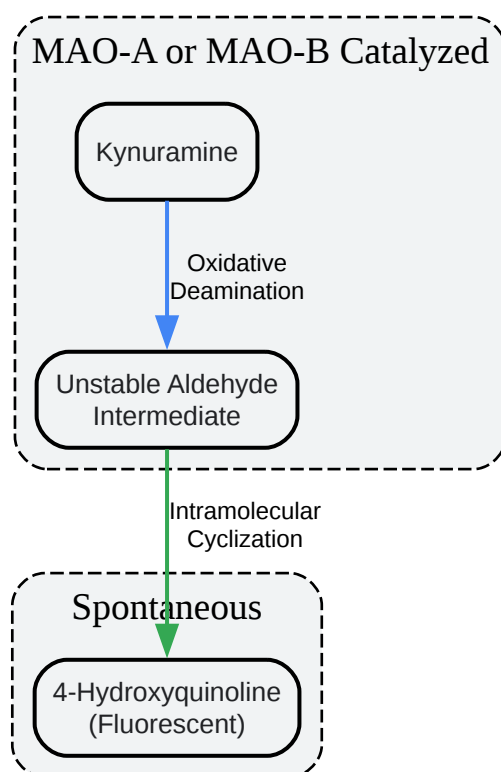 MAO-A or MAO-B Catalyzed
Kynuramine
Oxidative
Deamination
Unstable Aldehyde
Intermediate
Intramolecular
Cyclization
Spontaneous
4-Hydroxyquinoline
(Fluorescent)